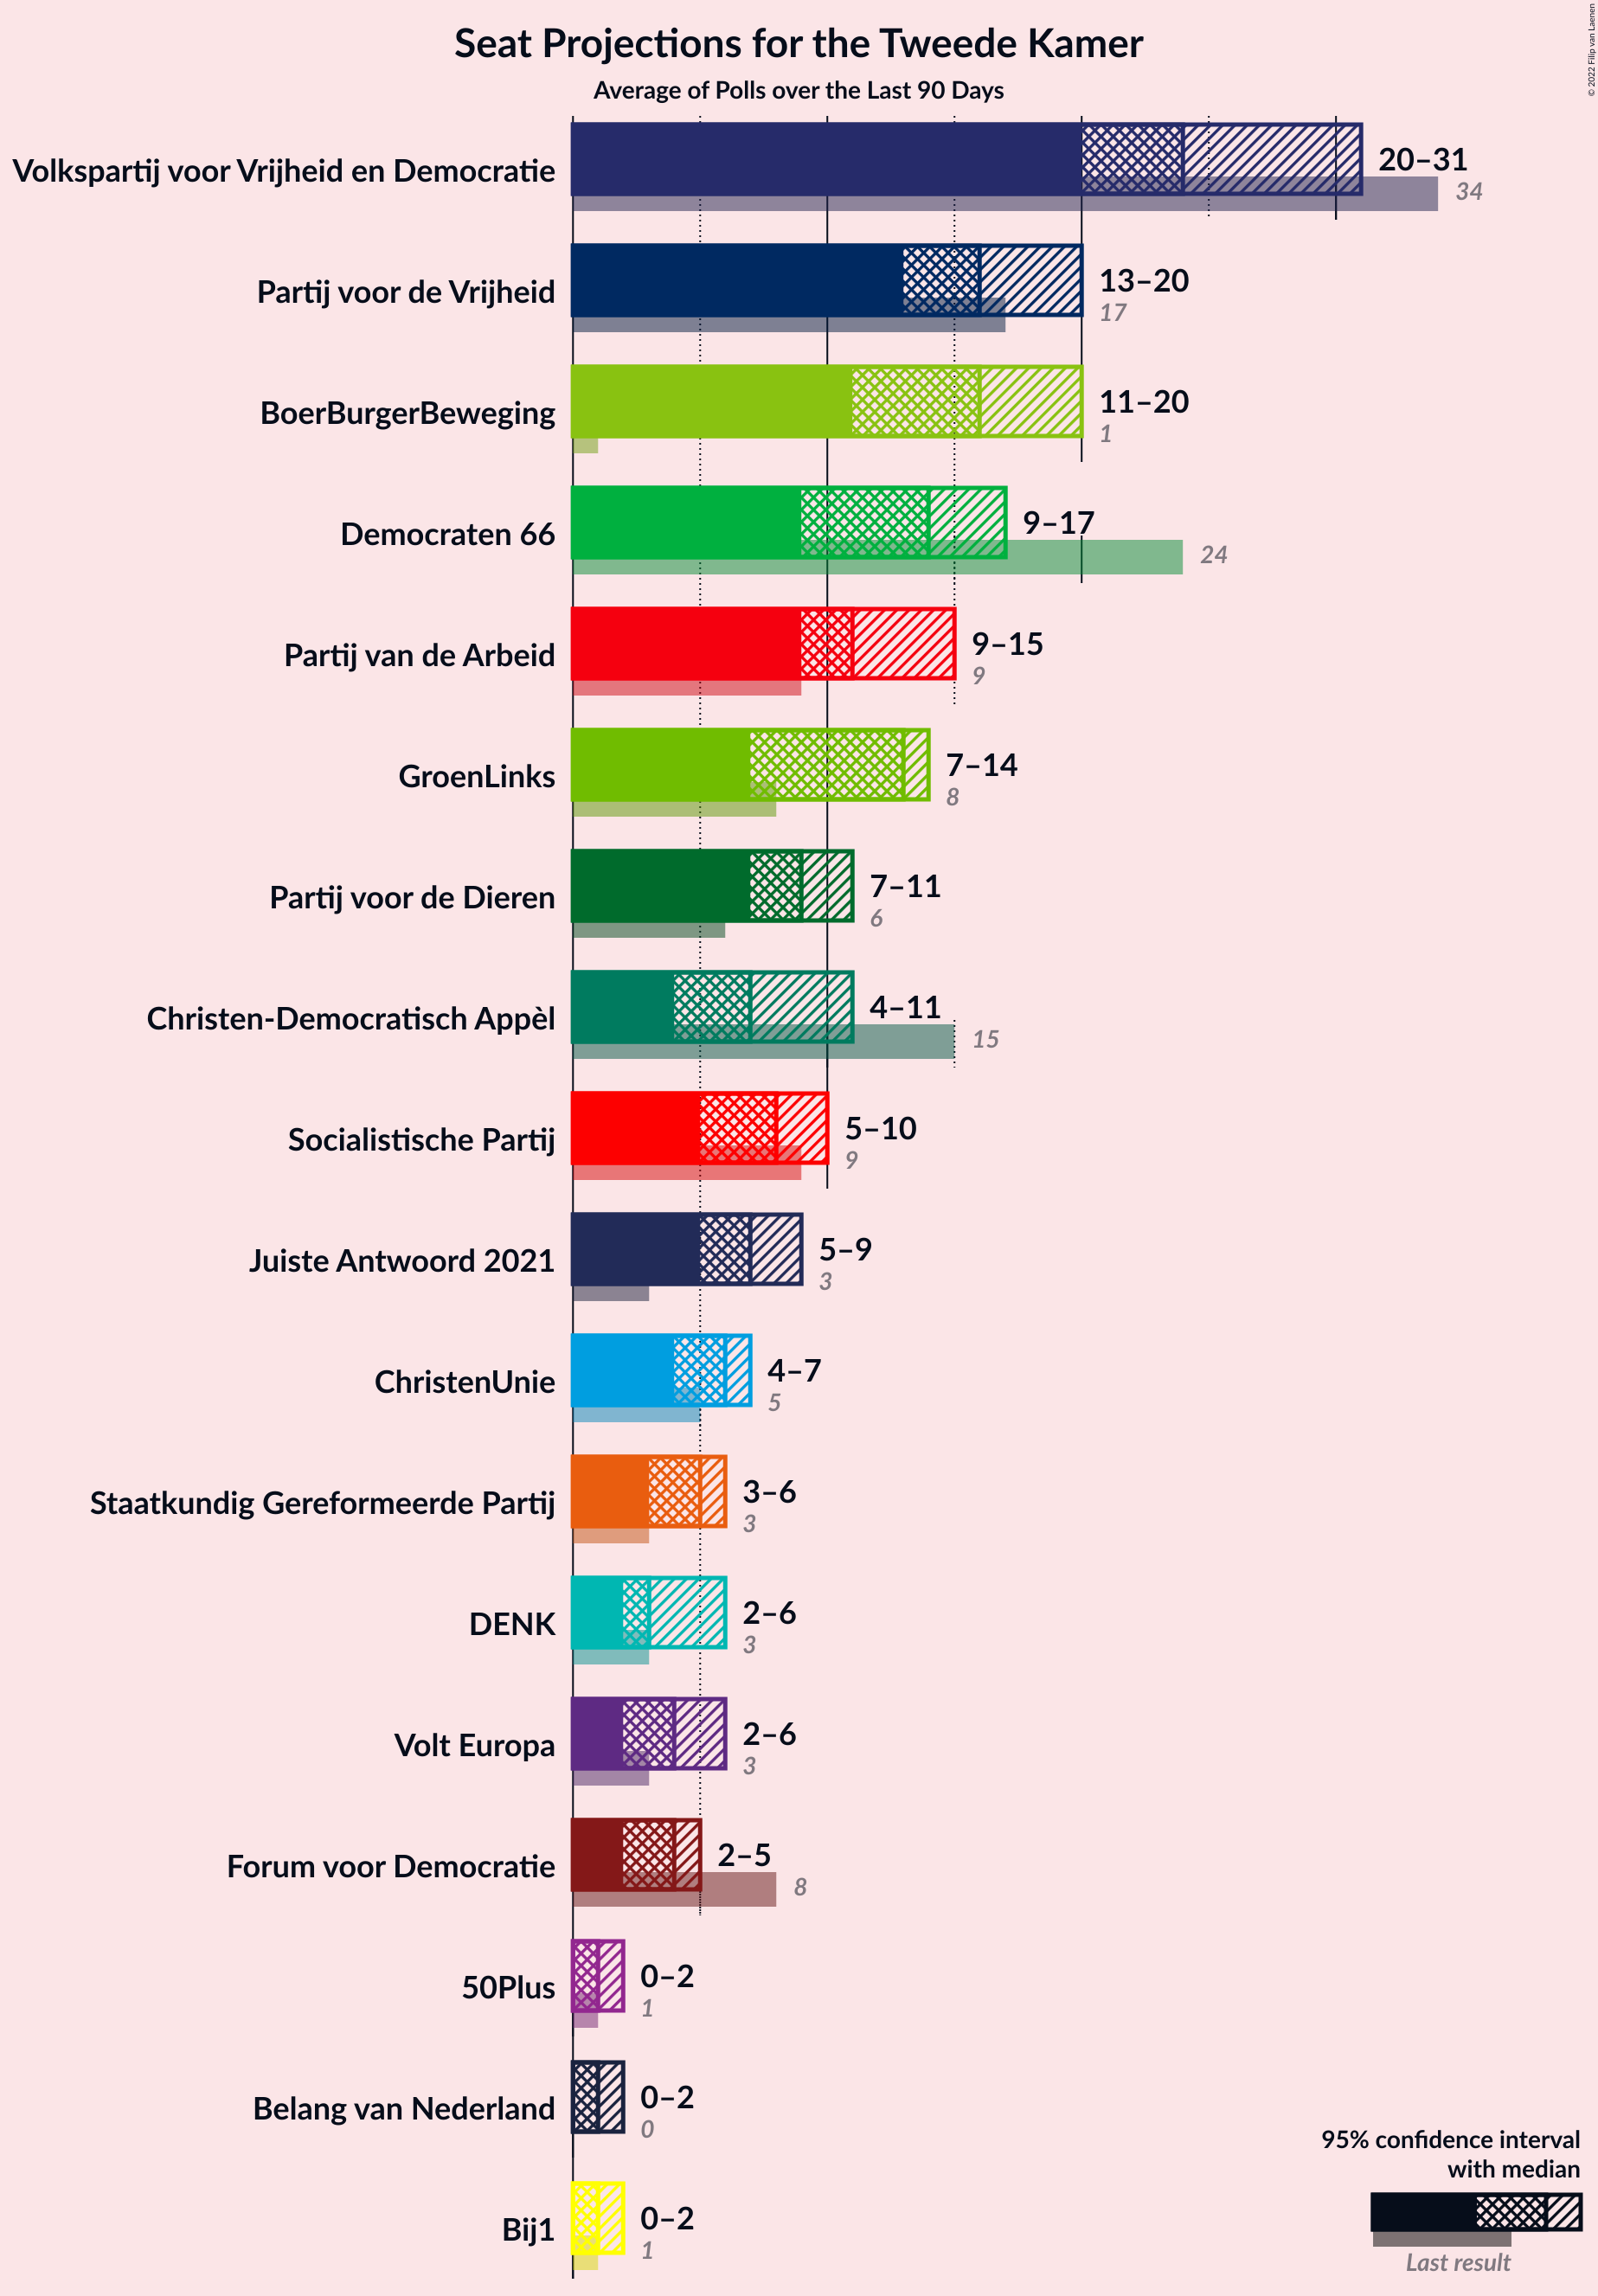 Seat Projections for the Tweede Kamer
Average of Polls over the Last 90 Days
© 2022 Filip van Laenen
Volkspartij voor Vrijheid en Democratie
20–31
34
Partij voor de Vrijheid
13–20
17
BoerBurgerBeweging
11–20
1
Democraten 66
9–17
24
Partij van de Arbeid
9–15
9
GroenLinks
7–14
8
Partij voor de Dieren
7–11
6
Christen-Democratisch Appèl
4–11
15
Socialistische Partij
5–10
9
Juiste Antwoord 2021
5–9
3
ChristenUnie
4–7
5
Staatkundig Gereformeerde Partij
3–6
3
DENK
2–6
3
Volt Europa
2–6
3
Forum voor Democratie
2–5
8
50Plus
0–2
1
Belang van Nederland
0–2
0
Bij1
0–2
1
95% confidence interval
with median
Last result